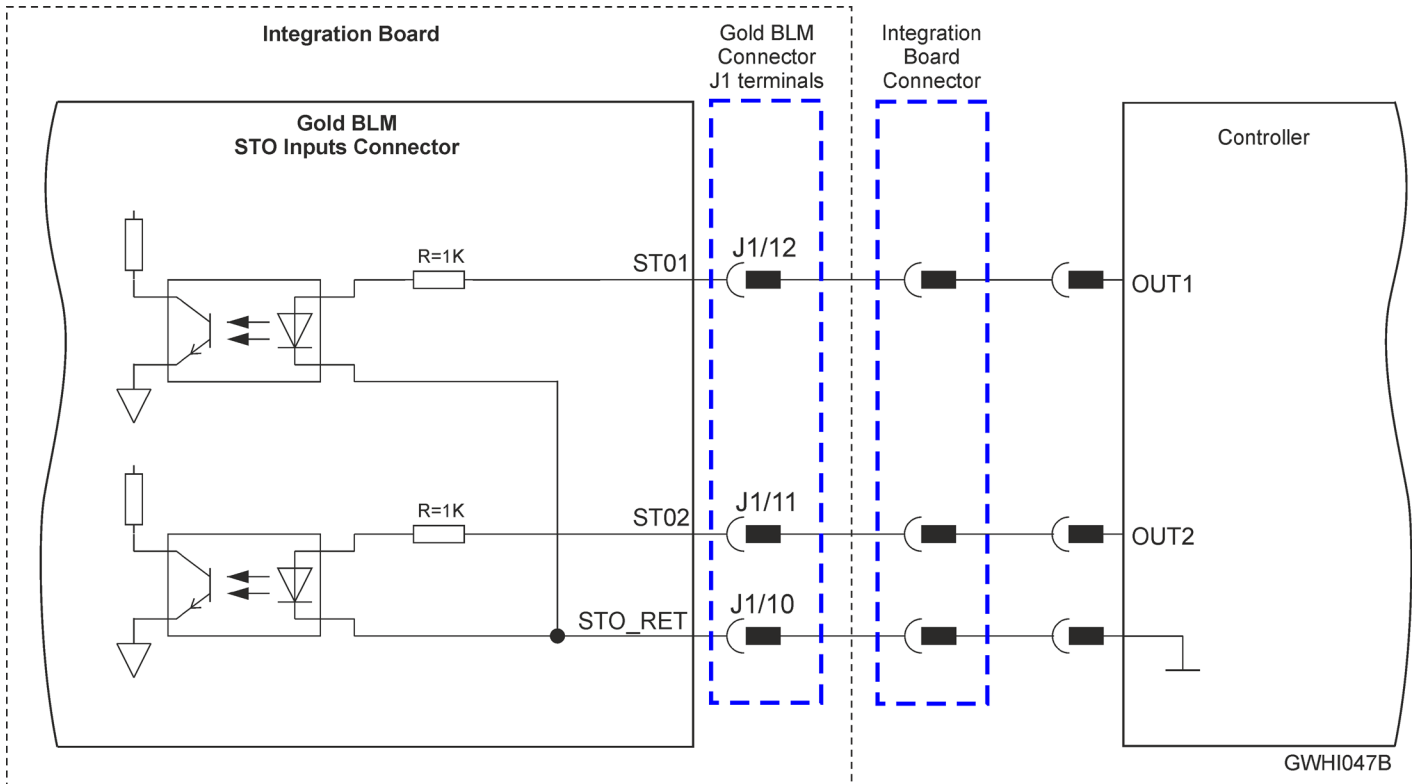 Integration Board
Gold BLM
Connector
J1 terminals
Integration
Board
Connector
Gold BLM
STO Inputs Connector
Controller
R=1K
ST01
J1/12
OUT1
R=1K
ST02
J1/11
OUT2
STO_RET
J1/10
GWHI047B